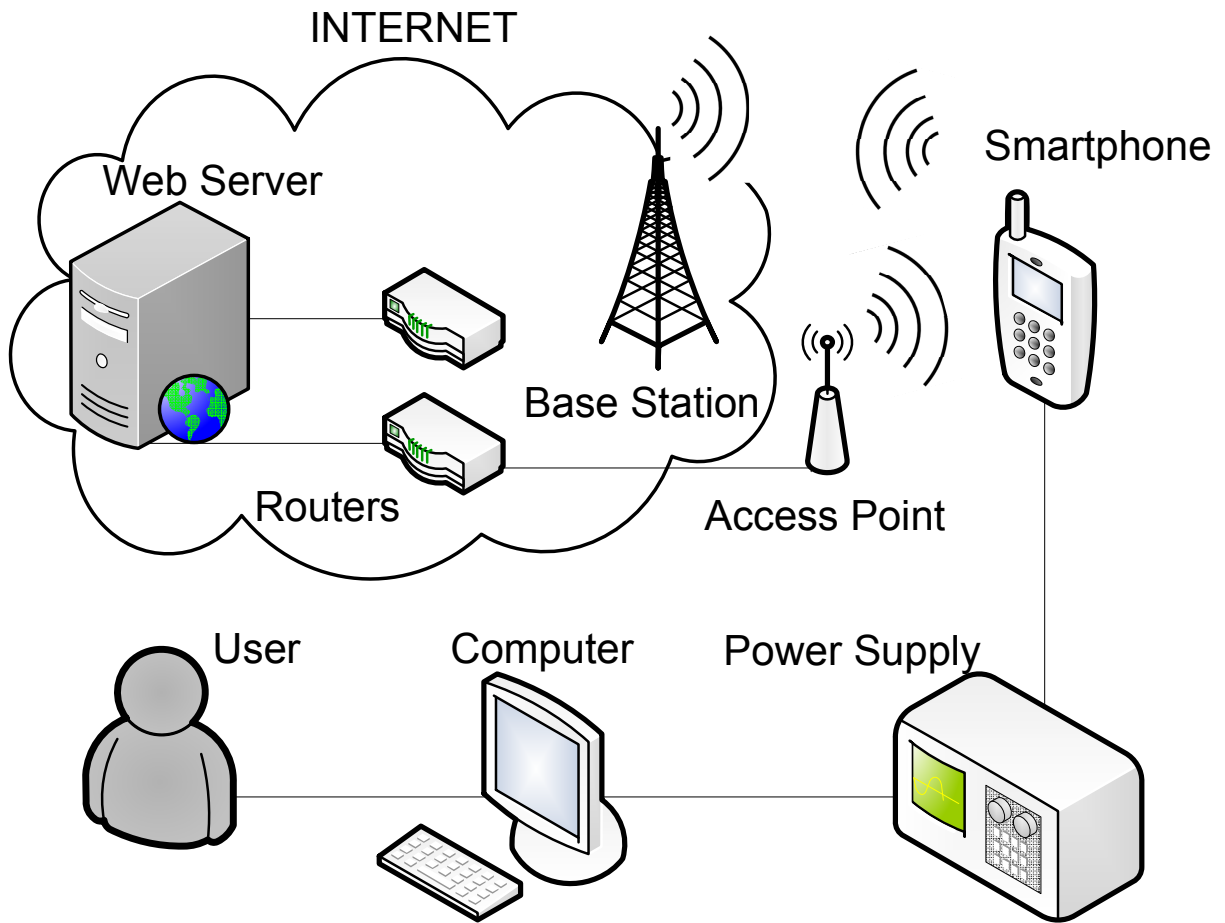 INTERNET
Smartphone
Web Server
Base Station
Routers
Access Point
User
Computer
Power Supply